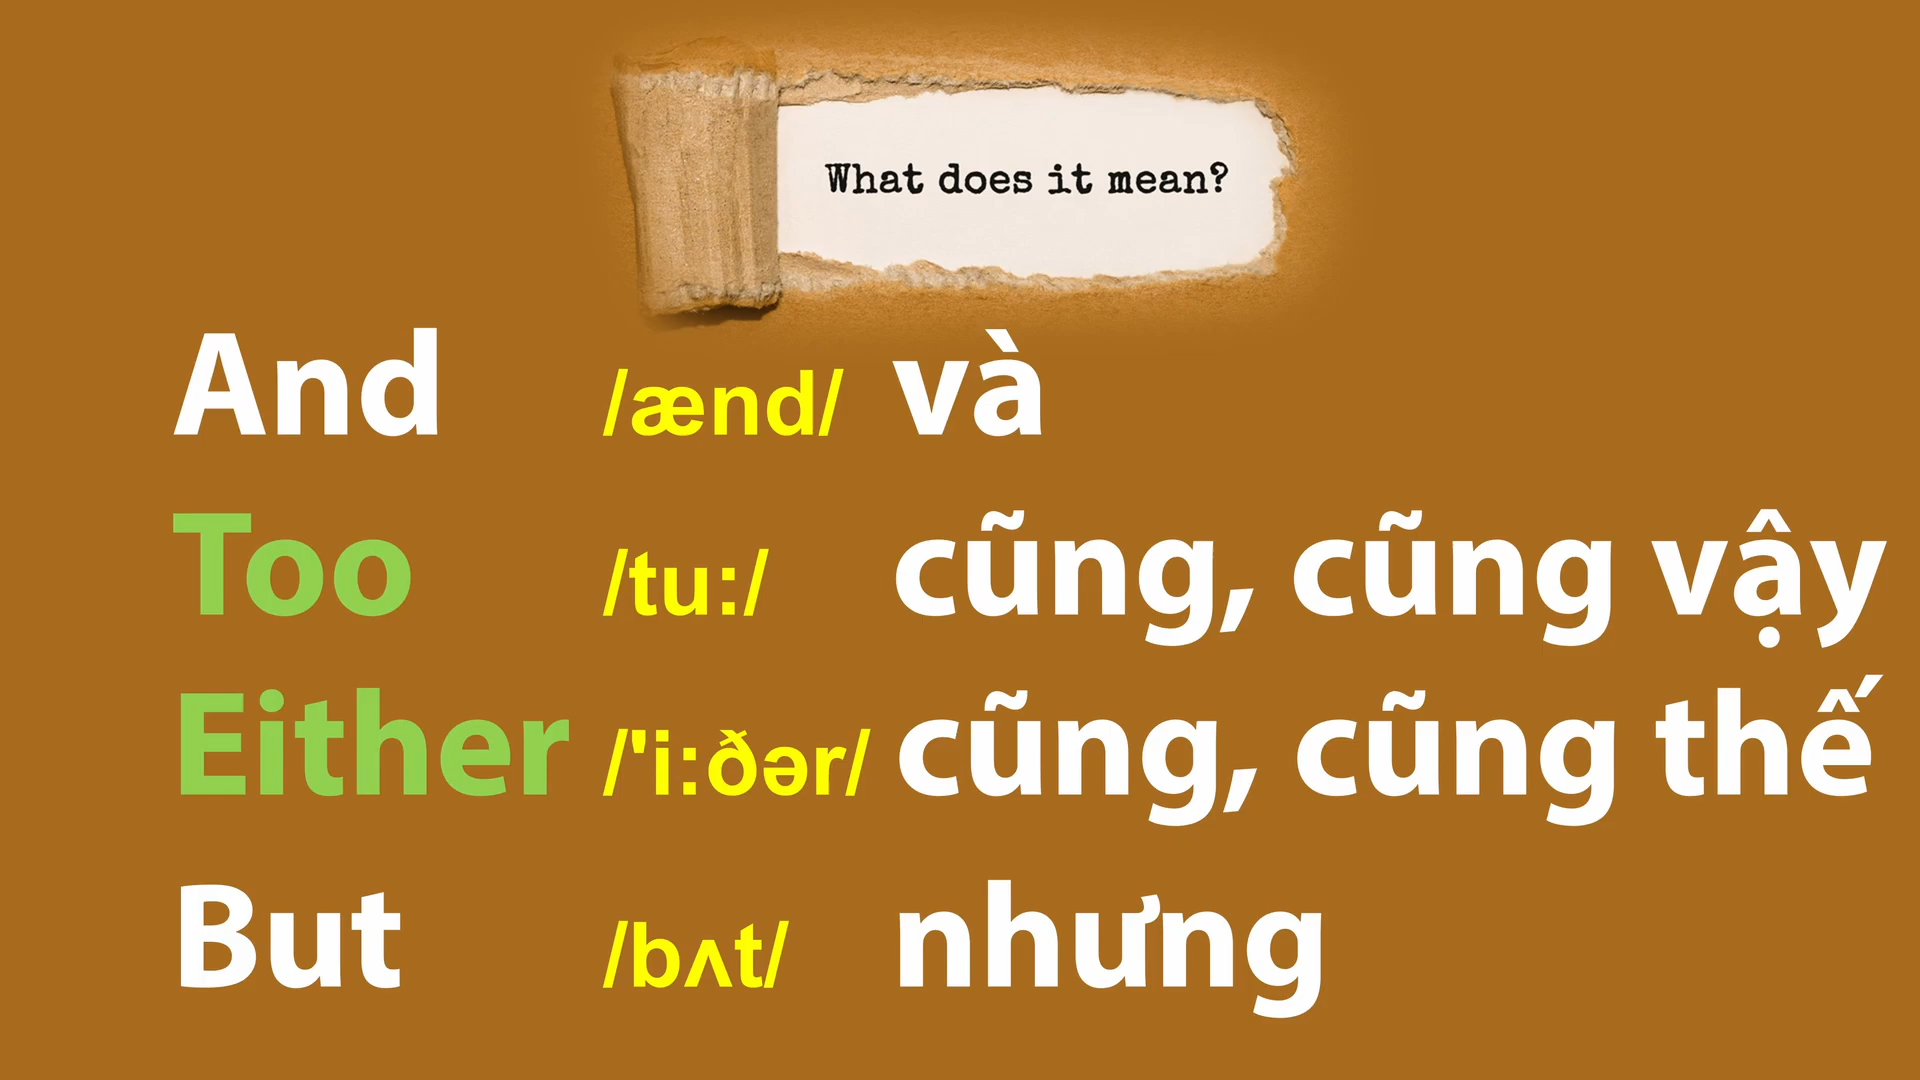 What does it mean?
And /ænd/ và
Too /tu:/ cũng, cũng vậy
Either /'i:ðər/ cũng, cũng thế
But /bʌt/ nhưng